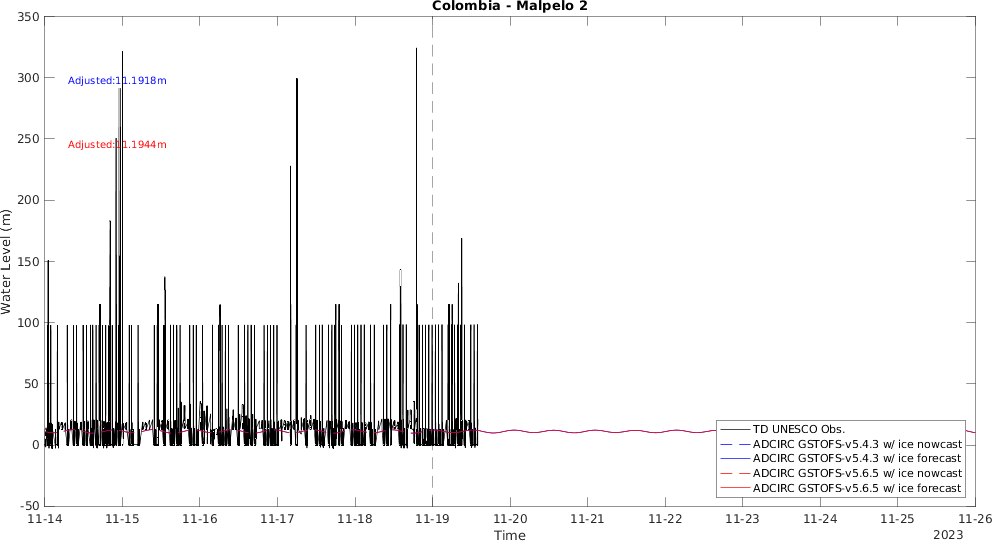 Colombia - Malpelo 2
350
300
250
200
150
100
50
0
-50
Water Level (m)
Adjusted:11.1918m
Adjusted:11.1944m
TD UNESCO Obs.
ADCIRC GSTOFS-v5.4.3 w/ ice nowcast
ADCIRC GSTOFS-v5.4.3 w/ ice forecast
ADCIRC GSTOFS-v5.6.5 w/ ice nowcast
ADCIRC GSTOFS-v5.6.5 w/ ice forecast
11-14 11-15 11-16 11-17 11-18 11-19 11-20 11-21 11-22 11-23 11-24 11-25 11-26
Time
2023